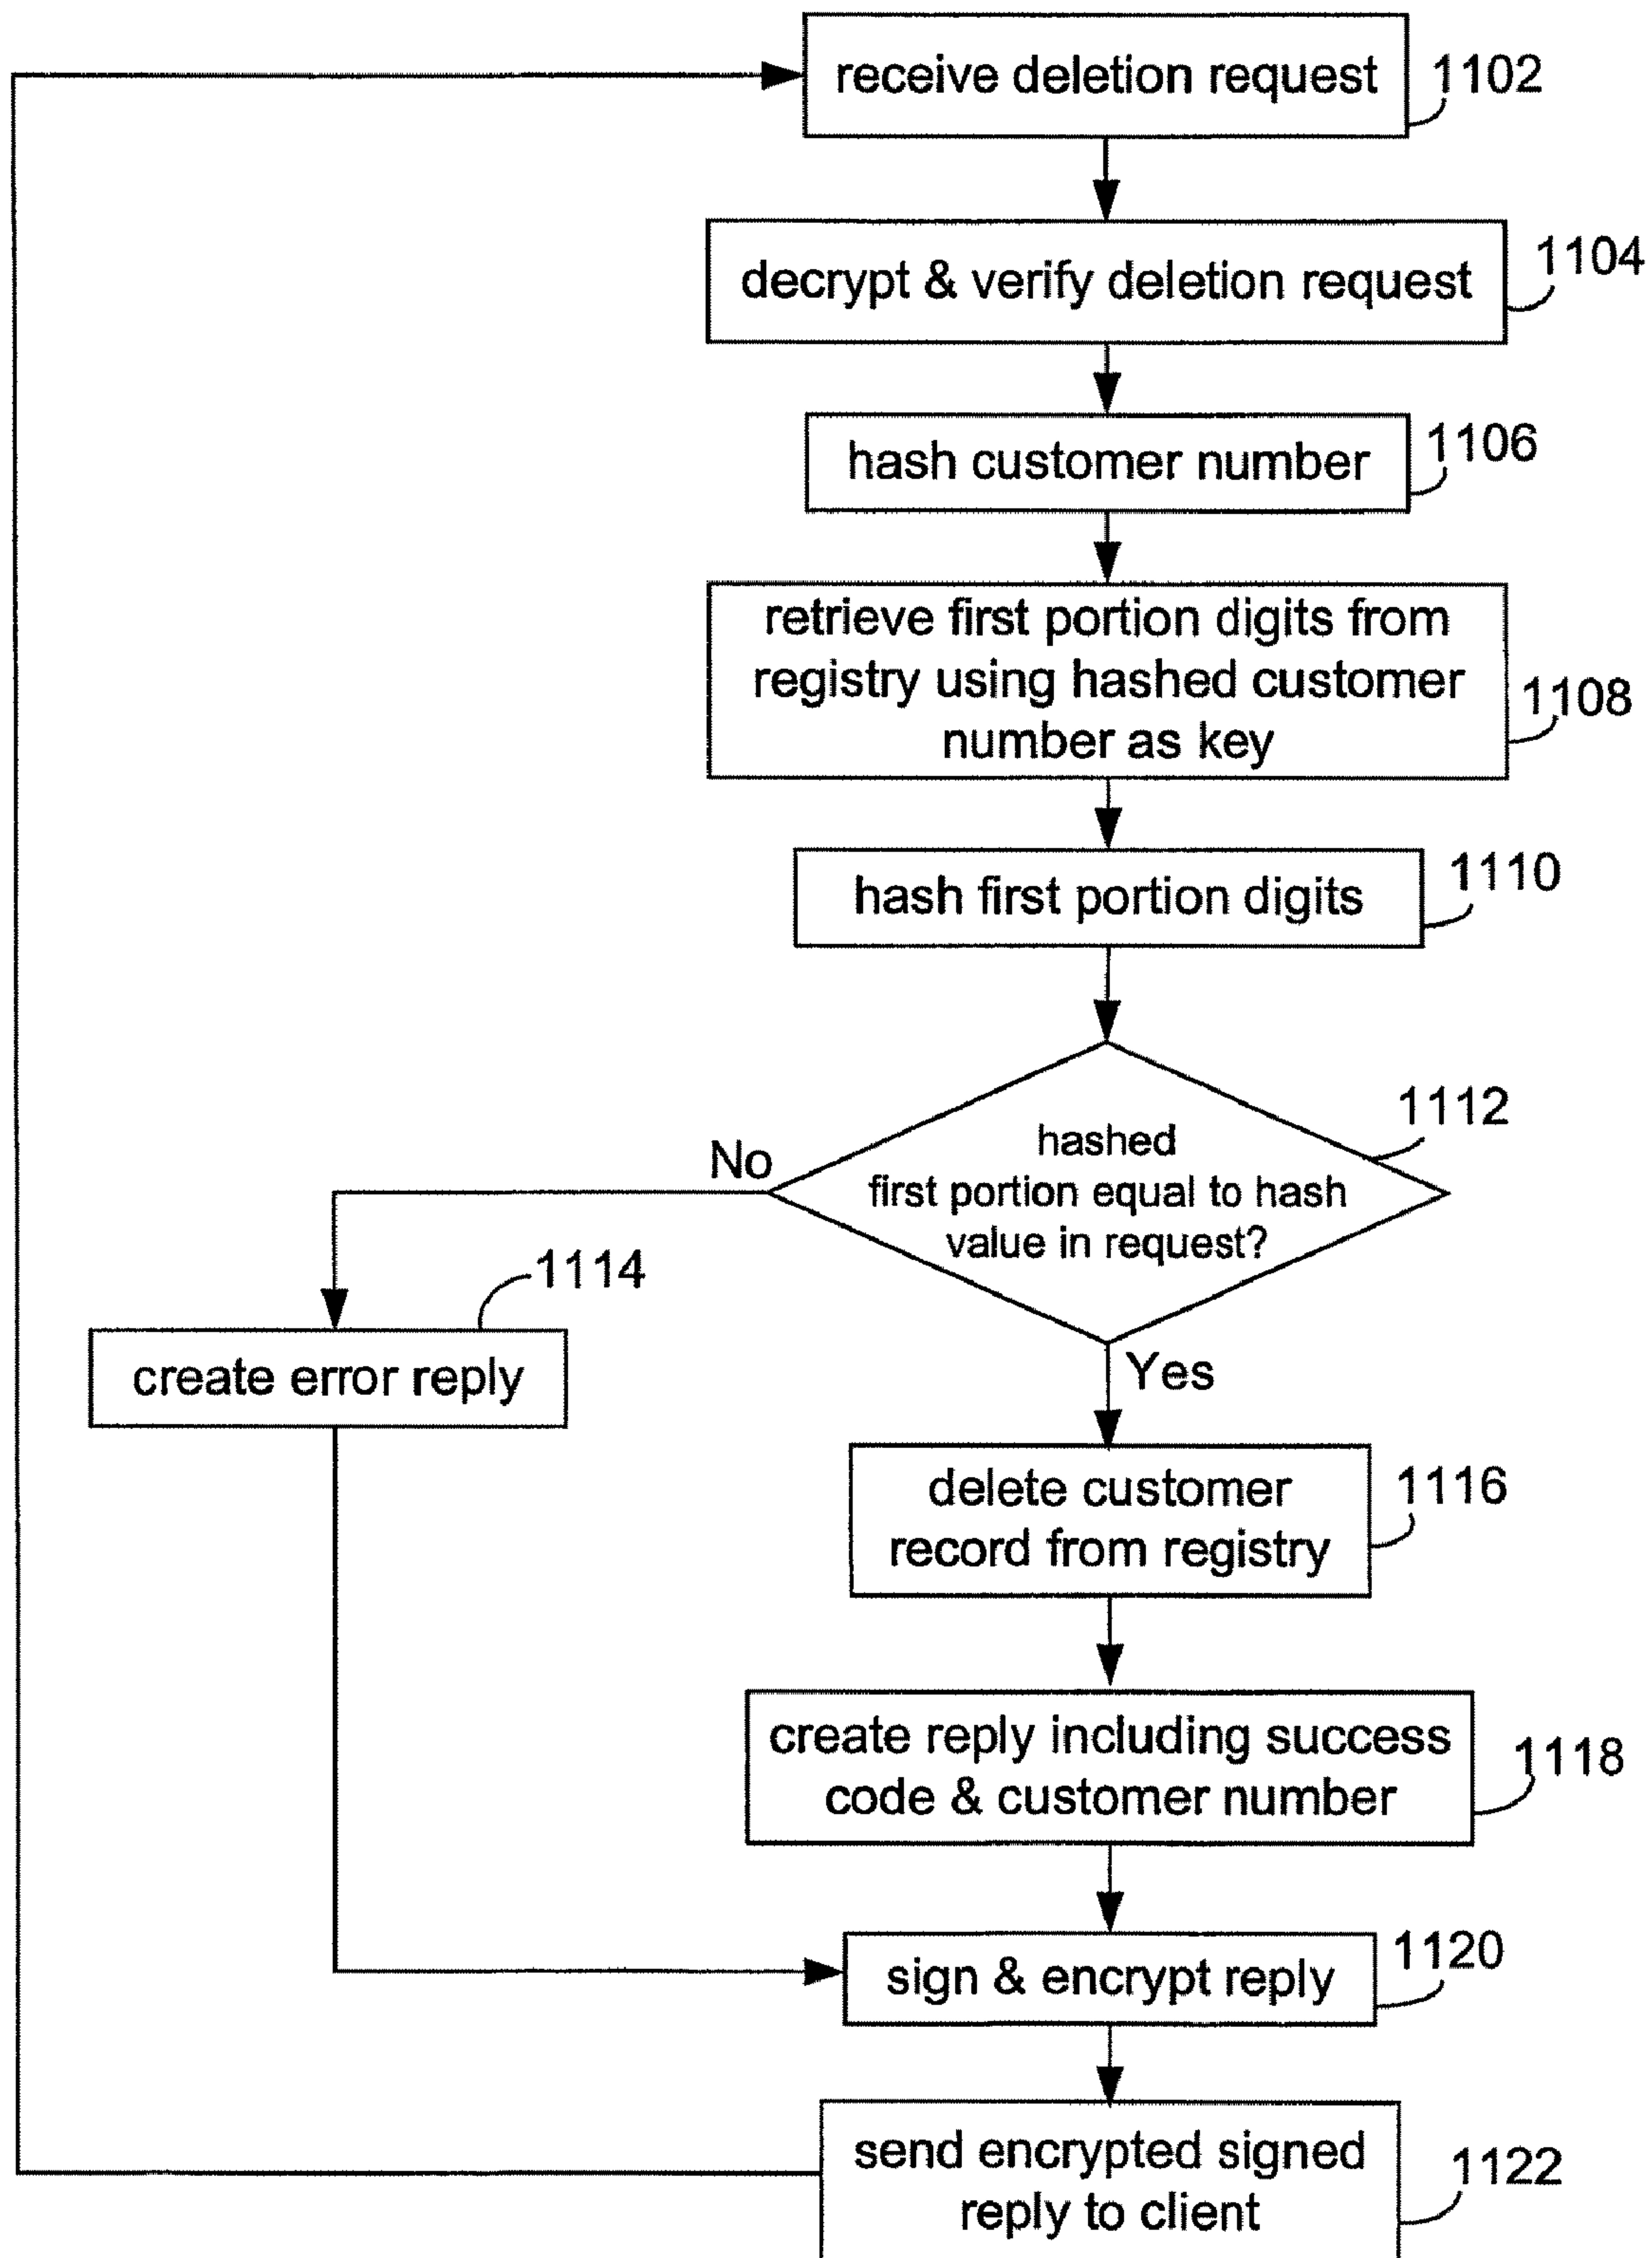 receive deletion request
1102
decrypt & verify deletion request
1104
hash customer number
1106
retrieve first portion digits from
registry using hashed customer
number as key
1108
hash first portion digits
1110
hashed
first portion equal to hash
value in request?
1112
No
Yes
create error reply
1114
delete customer
record from registry
1116
create reply including success
code & customer number
1118
sign & encrypt reply
1120
send encrypted signed
reply to client
1122